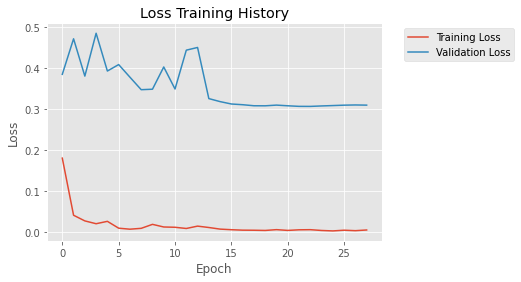 Loss Training History
Training Loss
Validation Loss
0.5
0.4
0.3
0.2
0.1
0.0
Loss
0 5 10 15 20 25
Epoch